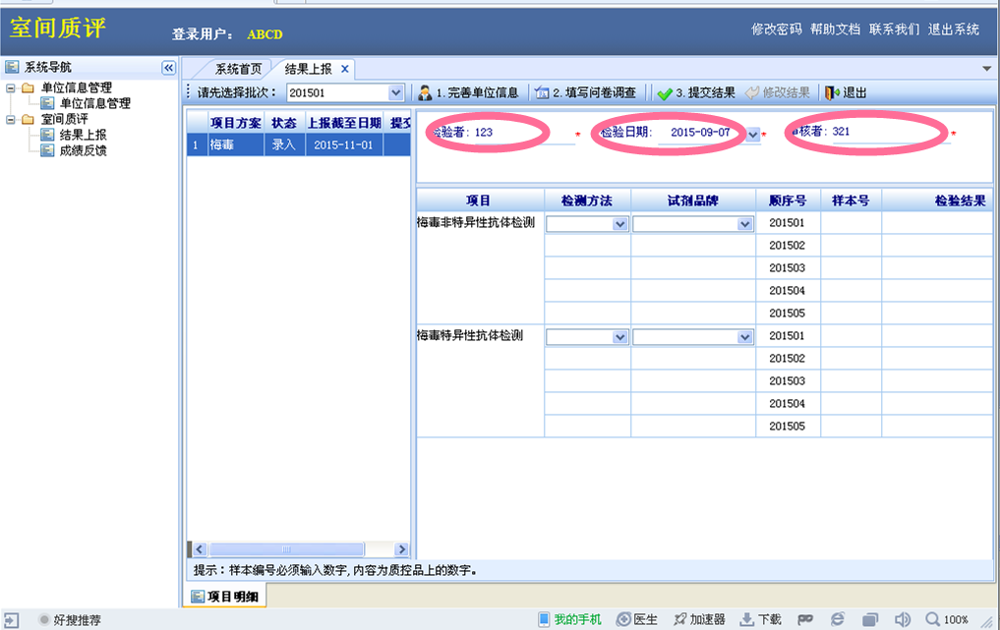 室间质评
登录用户： ABCD
修改密码 帮助文档 联系我们 退出系统
系统导航
单位信息管理
单位信息管理
室间质评
结果上报
成绩反馈
系统首页 结果上报
请先选择批次： 201501 1.完善单位信息 2.填写问卷调查 3.提交结果 修改结果 退出
项目方案 状态 上报截至日期 提交
1 梅毒 录入 2015-11-01
检验者: 123 * 检验日期: 2015-09-07 * 核者: 321 *
项目 检测方法 试剂品牌 顺序号 样本号 检验结果
梅毒非特异性抗体检测 201501
201502
201503
201504
201505
梅毒特异性抗体检测 201501
201502
201503
201504
201505
提示：样本编号必须输入数字,内容为质控品上的数字。
项目明细
好搜推荐 我的手机 医生 加速器 下载 100%